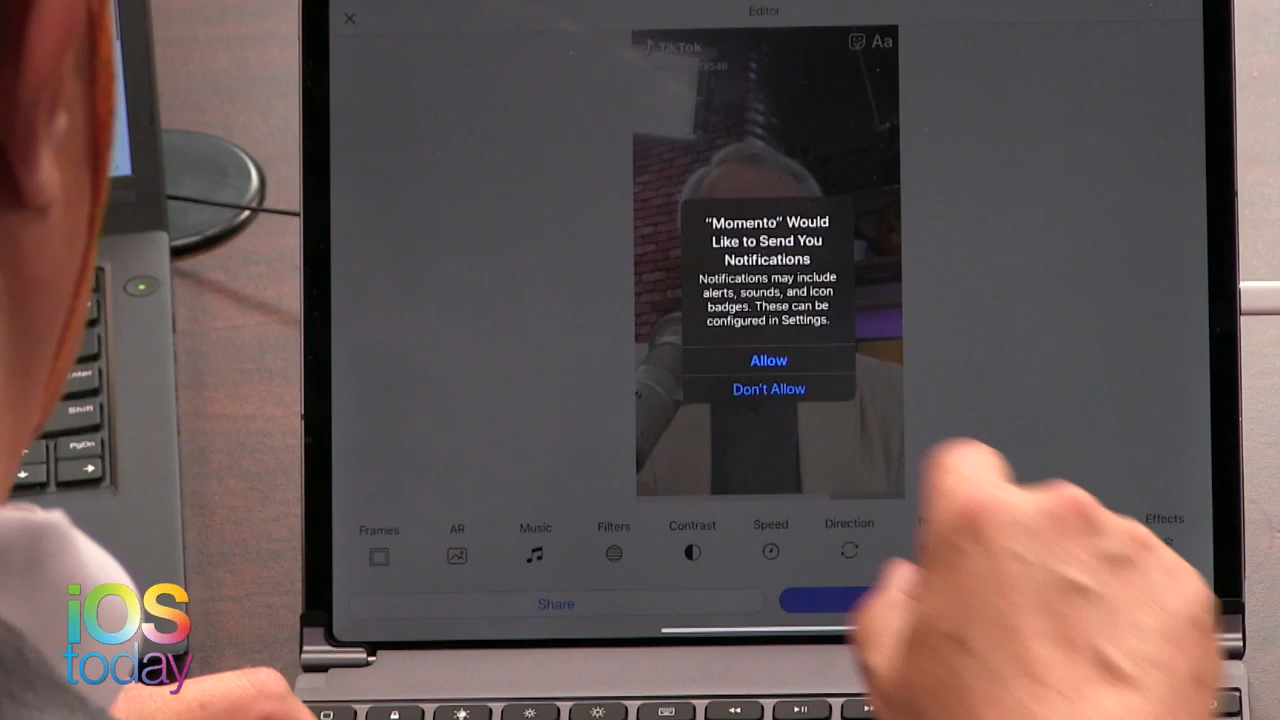 Editor
TikTok
Aa
"Momento" Would
Like to Send You
Notifications
Notifications may include
alerts, sounds, and icon
badges. These can be
configured in Settings.
Allow
Don't Allow
Frames
AR
Music
Filters
Contrast
Speed
Direction
Effects
Share
Shift
PgDn
iOS
today